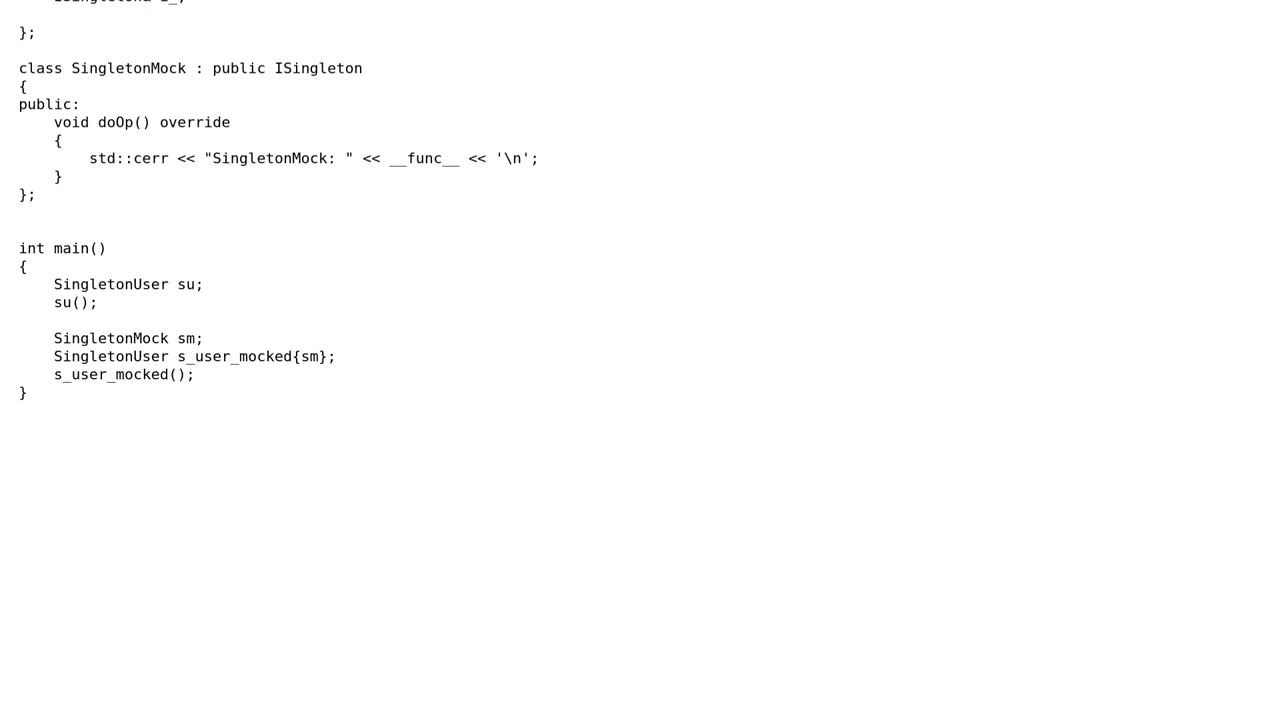 };
class SingletonMock : public ISingleton
{
public:
    void doOp() override
    {
        std::cerr << "SingletonMock: " << __func__ << '\n';
    }
};
int main()
{
    SingletonUser su;
    su();
    SingletonMock sm;
    SingletonUser s_user_mocked{sm};
    s_user_mocked();
}